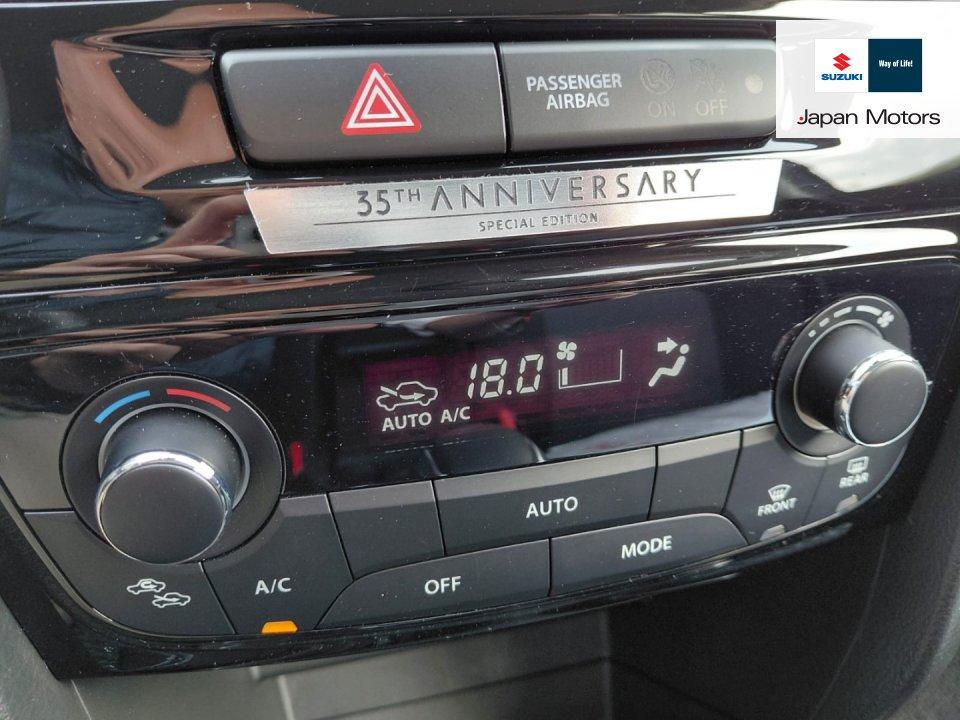 SUZUKI
Way of Life!
Japan Motors
PASSENGER
AIRBAG
ON OFF
35TH ANNIVERSARY
SPECIAL EDITION
18.0
AUTO A/C
AUTO
FRONT
REAR
A/C
OFF
MODE